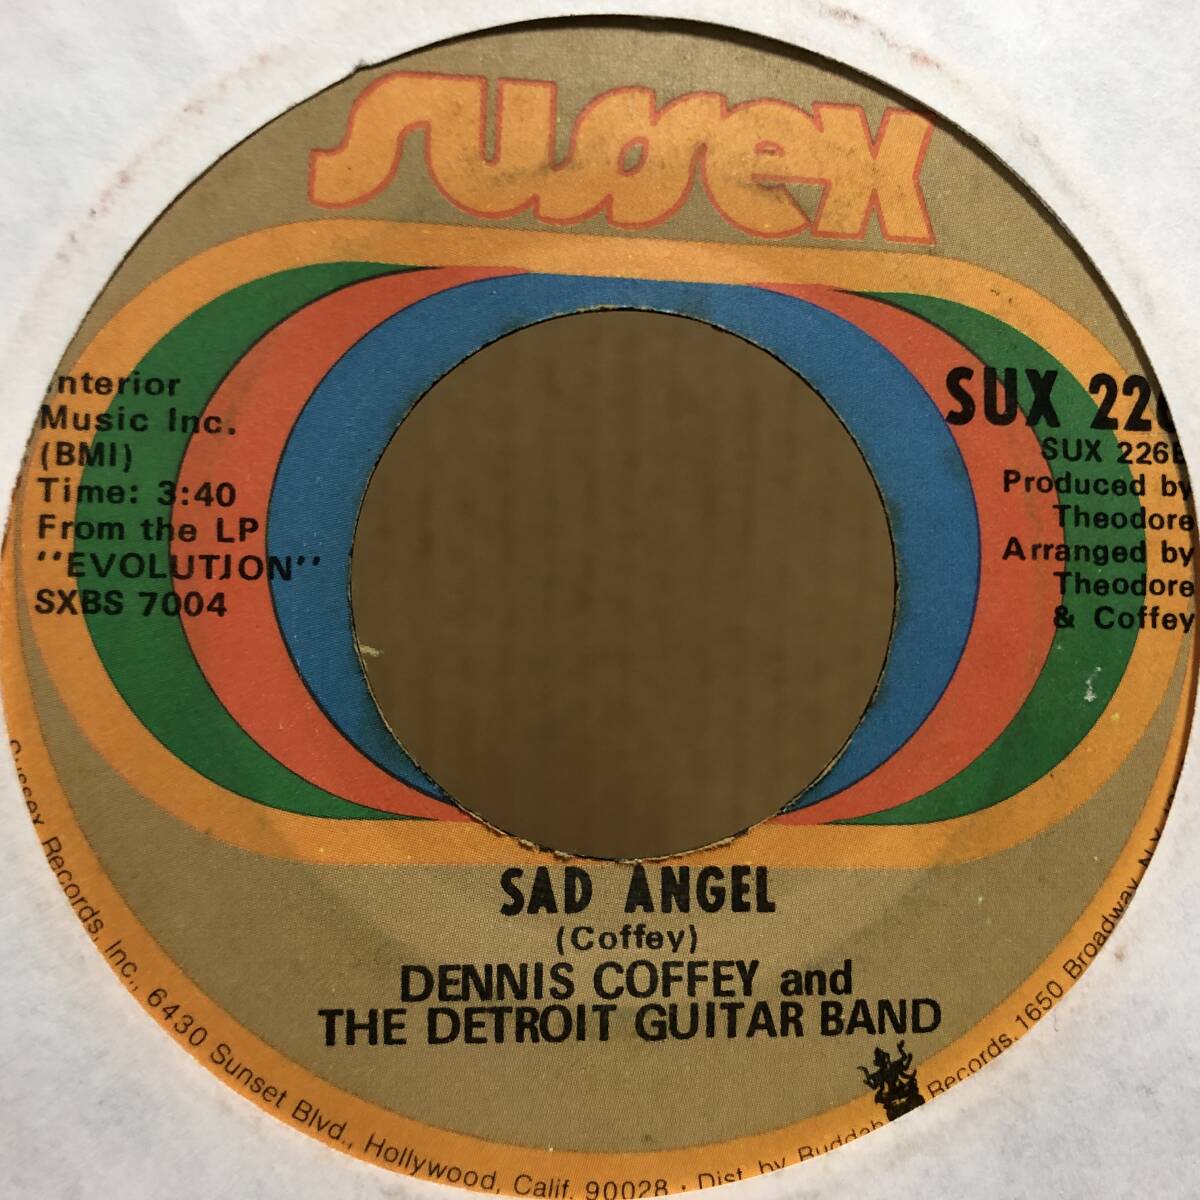 SUSSEX
Interior
Music Inc.
(BMI)
Time: 3:40
From the LP
"EVOLUTION"
SXBS 7004
SUX 226
SUX 226
Produced by
Theodore
Arranged by
Theodore
& Coffey
SAD ANGEL
(Coffey)
DENNIS COFFEY and
THE DETROIT GUITAR BAND
Sussex Records, Inc., 6430 Sunset Blvd., Hollywood, Calif. 90028 · Dist. by Buddah Records, 1650 Broadway, N.Y.